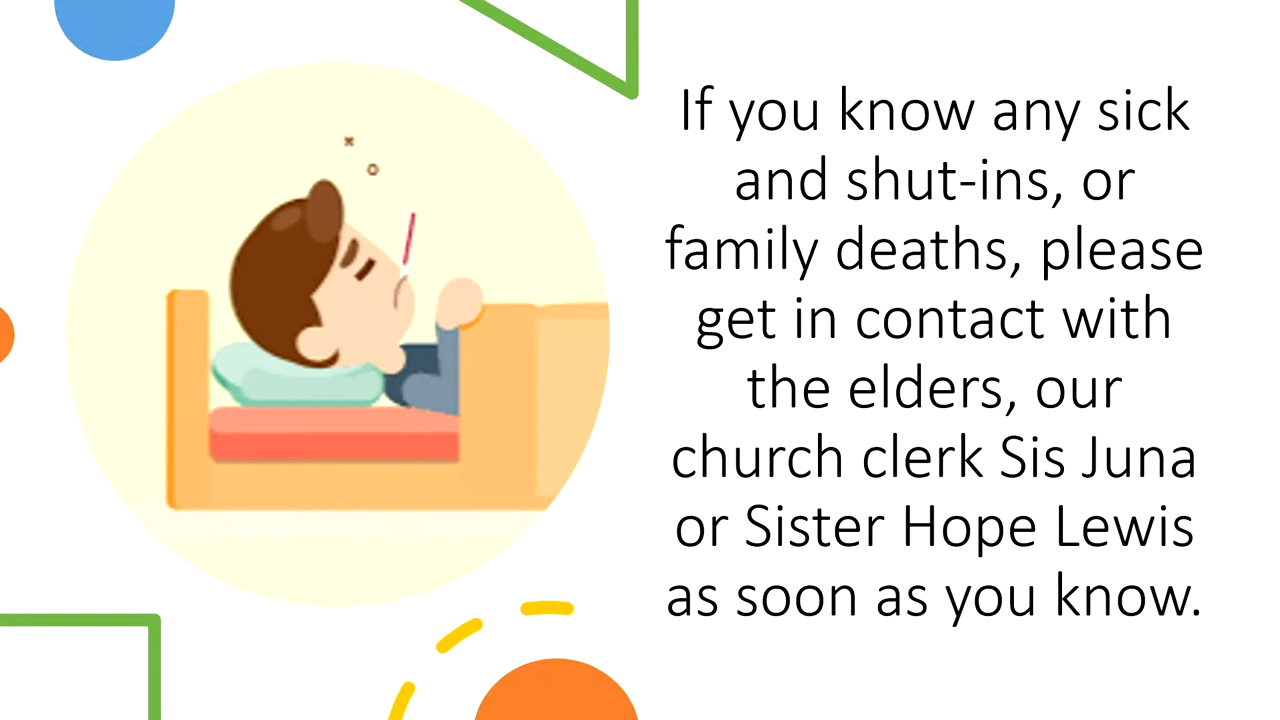 If you know any sick
and shut-ins, or
family deaths, please
get in contact with
the elders, our
church clerk Sis Juna
or Sister Hope Lewis
as soon as you know.